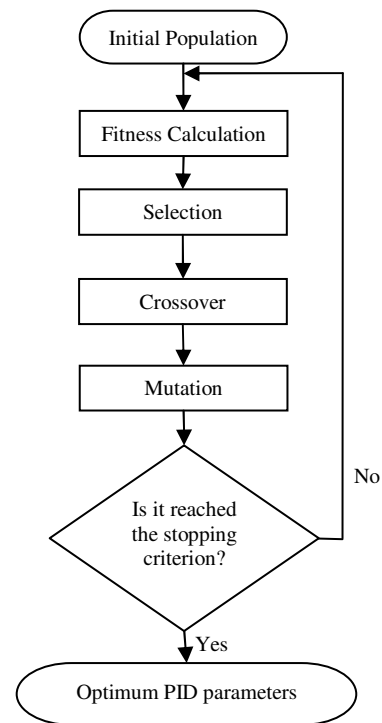 Initial Population
Fitness Calculation
Selection
Crossover
Mutation
Is it reached
the stopping
criterion?
No
Yes
Optimum PID parameters